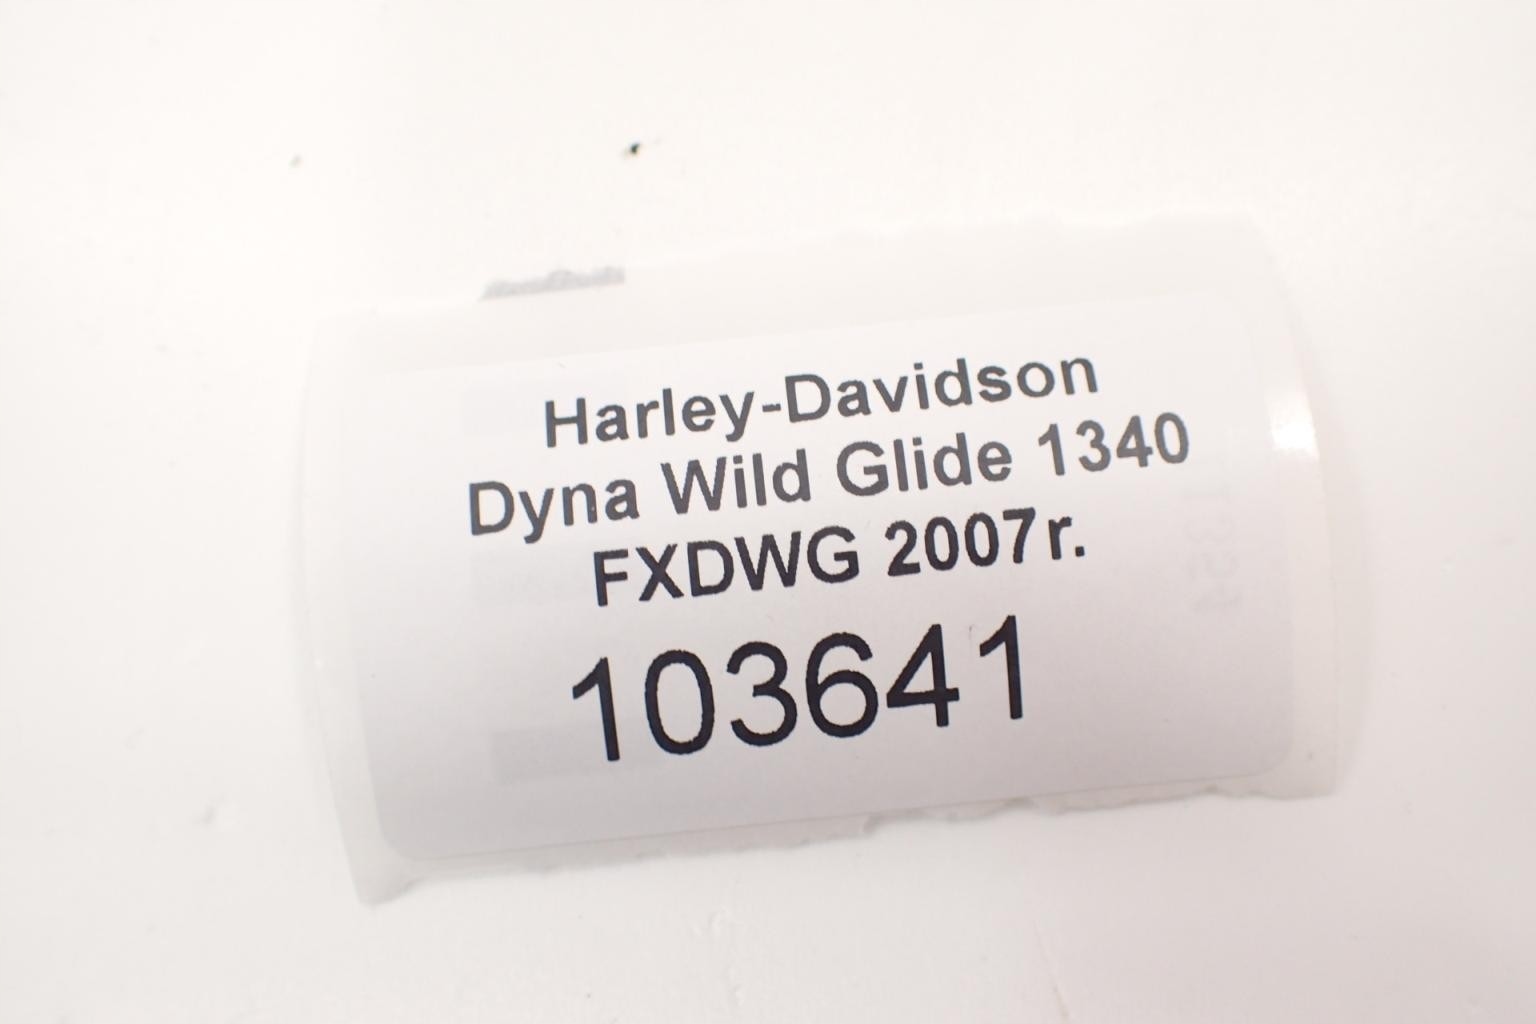 Harley-Davidson
Dyna Wild Glide 1340
FXDWG 2007r.
103641